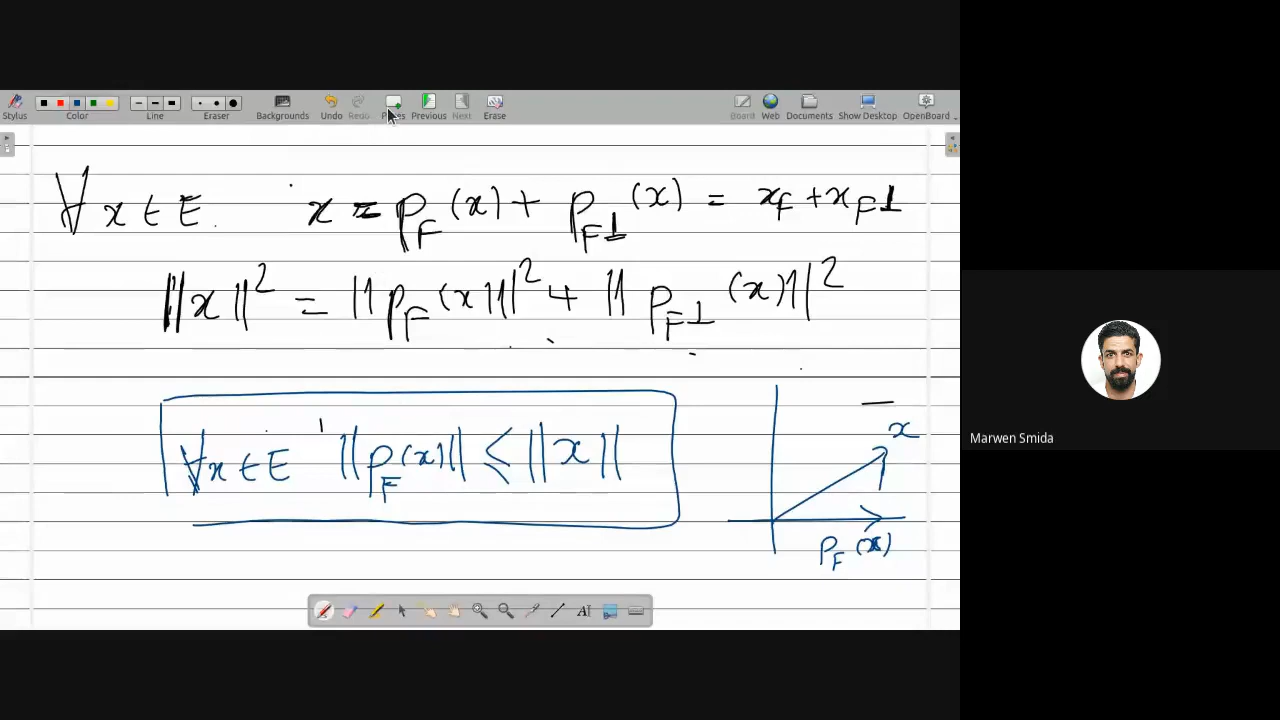 Stylus Color Line Eraser Backgrounds Undo Redo Pages Previous Next Erase Board Web Documents Show Desktop OpenBoard
∀ x ∈ E. x = p_F(x) + p_F⊥(x) = x_F + x_F⊥
||x||² = ||p_F(x)||² + ||p_F⊥(x)||²
∀x ∈ E ||p_F(x)|| ≤ ||x||
x
p_F(x)
Marwen Smida